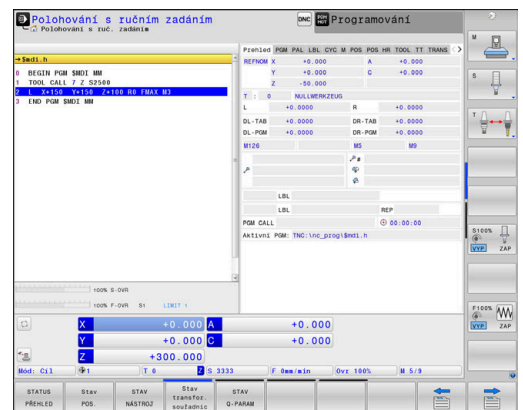 Polohování s ručním zadáním
Polohování s ruč. zadáním
DNC
Programování
→$mdi.h
0 BEGIN PGM $MDI MM
1 TOOL CALL 7 Z S2500
2 L X+150 Y+150 Z+100 R0 FMAX M3
3 END PGM $MDI MM
100% S-OVR
100% F-OVR S1 LIMIT 1
Přehled PGM PAL LBL CYC M POS POS HR TOOL TT TRANS
REFNOM X +0.000 A +0.000
Y +0.000 C +0.000
Z -50.000
T : 0 NULLWERKZEUG
L +0.0000 R +0.0000
DL-TAB +0.0000 DR-TAB +0.0000
DL-PGM +0.0000 DR-PGM +0.0000
M126 M5 M9
LBL
LBL REP
PGM CALL 00:00:00
Aktivní PGM: TNC:\nc_prog\$mdi.h
X +0.000 A +0.000
Y +0.000 C +0.000
Z +300.000
Mód: Cíl 1 T 0 Z S 3333 F 0mm/min Ovr 100% M 5/9
STATUS PŘEHLED
Stav POS.
STAV NÁSTROJ
Stav transfor. souřadnic
STAV Q-PARAM
M
S
T
S100%
VYP ZAP
F100%
VYP ZAP